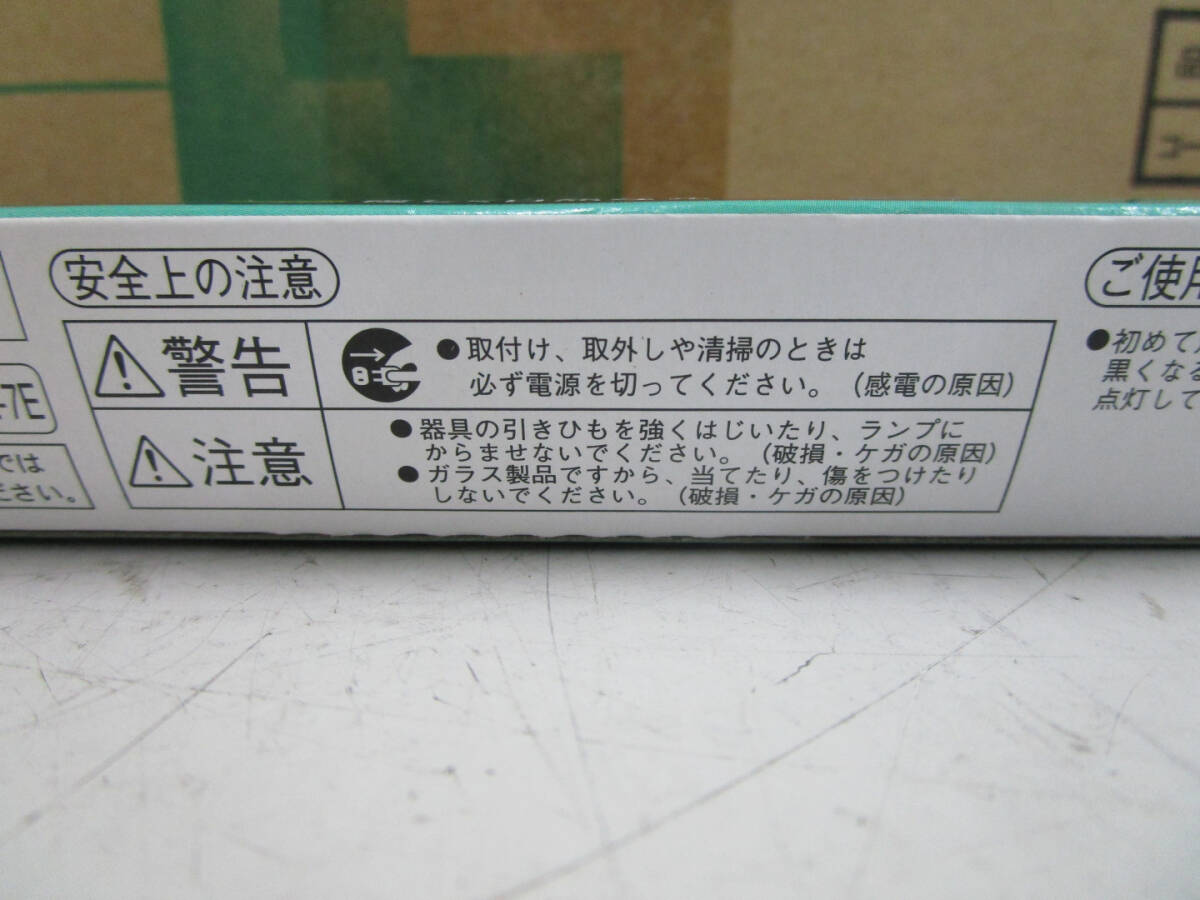 安全上の注意
警告
●取付け、取外しや清掃のときは
必ず電源を切ってください。(感電の原因)
注意
●器具の引きひもを強くはじいたり、ランプに
からませないでください。(破損・ケガの原因)
●ガラス製品ですから、当てたり、傷をつけたり
しないでください。(破損・ケガの原因)
-7E
では
ださい。
ご使用
●初めて
黒くなる
点灯して
コー